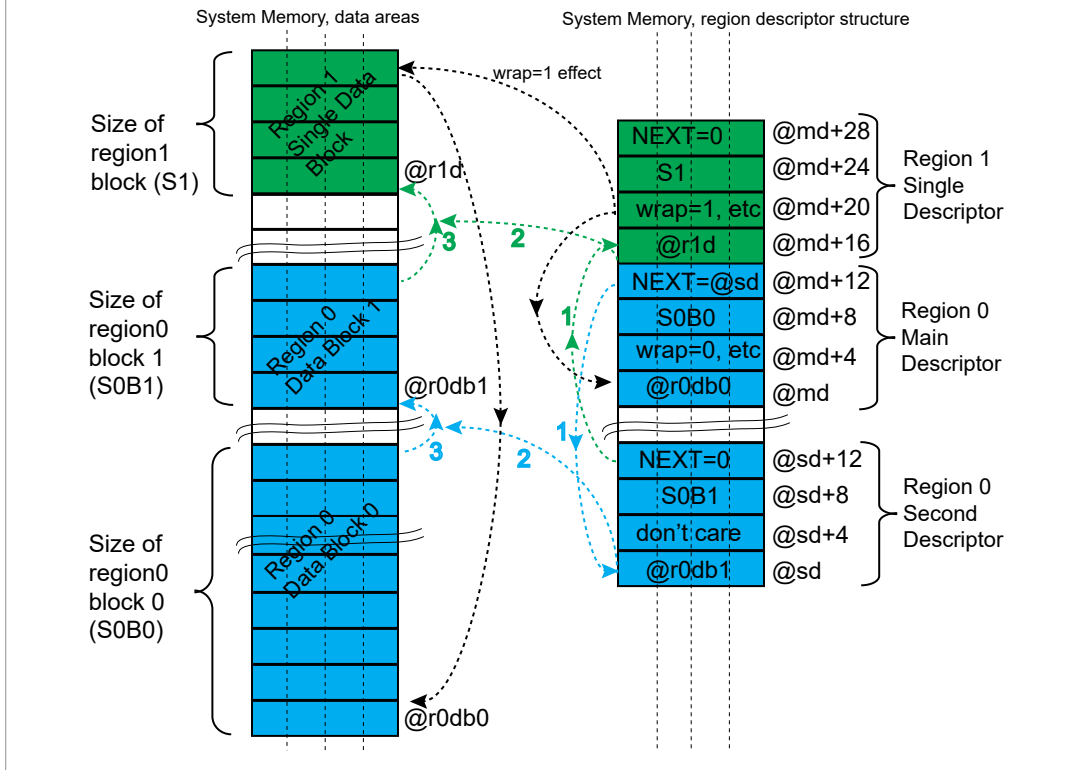 System Memory, data areas
System Memory, region descriptor structure
wrap=1 effect
Size of
region1
block (S1)
Region 1
Single Data
Block
@r1d
3
2
Size of
region0
block 1
(S0B1)
Region 0
Data Block 1
@r0db1
3
2
1
1
Size of
region0
block 0
(S0B0)
Region 0
Data Block 0
@r0db0
NEXT=0 @md+28
S1 @md+24
wrap=1, etc @md+20
@r1d @md+16
Region 1
Single
Descriptor
NEXT=@sd @md+12
S0B0 @md+8
wrap=0, etc @md+4
@r0db0 @md
Region 0
Main
Descriptor
NEXT=0 @sd+12
S0B1 @sd+8
don't care @sd+4
@r0db1 @sd
Region 0
Second
Descriptor